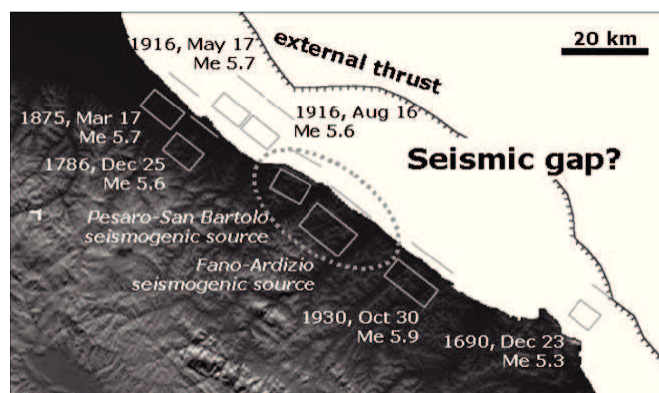 1916, May 17
Me 5.7
external thrust
20 km
1875, Mar 17
Me 5.7
1916, Aug 16
Me 5.6
1786, Dec 25
Me 5.6
Seismic gap?
Pesaro-San Bartolo
seismogenic source
Fano-Ardizio
seismogenic source
1930, Oct 30
Me 5.9
1690, Dec 23
Me 5.3